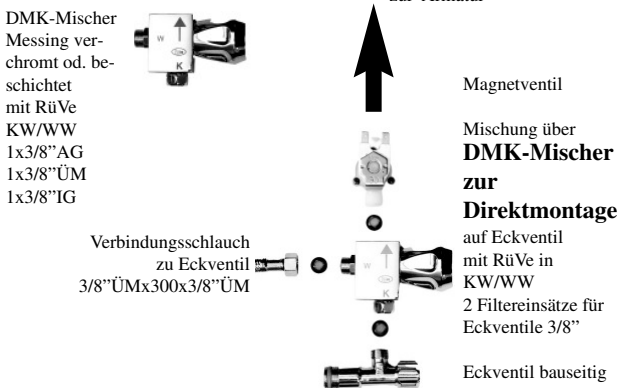 DMK-Mischer
Messing ver-
chromt od. be-
schichtet
mit RüVe
KW/WW
1x3/8”AG
1x3/8”ÜM
1x3/8”IG
W
K
Magnetventil
Mischung über
DMK-Mischer
zur
Direktmontage
auf Eckventil
mit RüVe in
KW/WW
2 Filtereinsätze für
Eckventile 3/8”
Verbindungsschlauch
zu Eckventil
3/8”ÜMx300x3/8”ÜM
W
K
Eckventil bauseitig